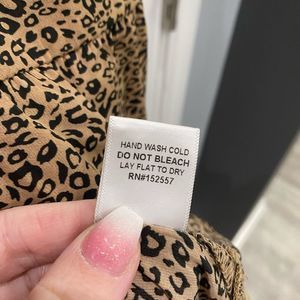 HAND WASH COLD
DO NOT BLEACH
LAY FLAT TO DRY
RN#152557